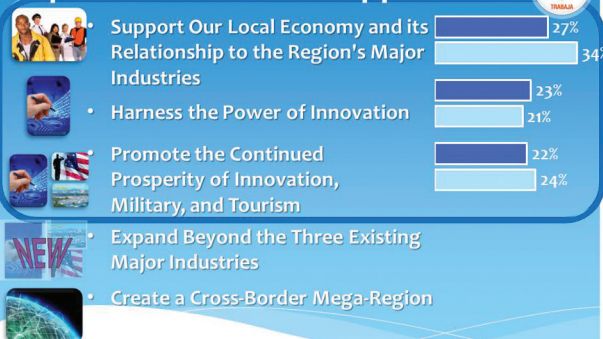 TRABAJA
• Support Our Local Economy and its
Relationship to the Region's Major
Industries
27%
34%
• Harness the Power of Innovation
23%
21%
• Promote the Continued
Prosperity of Innovation,
Military, and Tourism
22%
24%
NEW
• Expand Beyond the Three Existing
Major Industries
• Create a Cross-Border Mega-Region